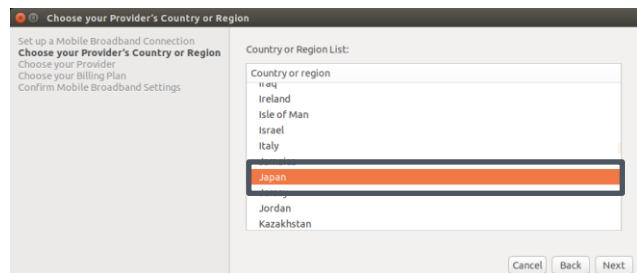 Choose your Provider's Country or Region
Set up a Mobile Broadband Connection
Choose your Provider's Country or Region
Choose your Provider
Choose your Billing Plan
Confirm Mobile Broadband Settings
Country or Region List:
Country or region
Iraq
Ireland
Isle of Man
Israel
Italy
Japan
Jordan
Kazakhstan
Cancel Back Next